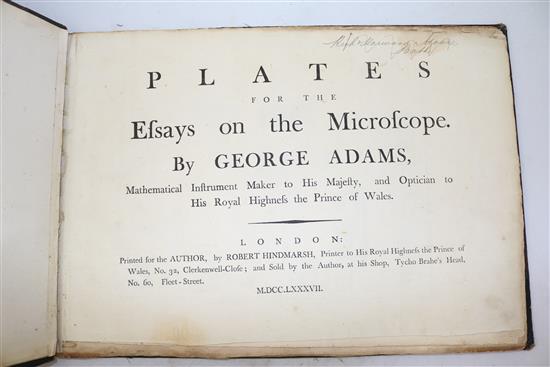 PLATES
FOR THE
Eſſays on the Microſcope.
By GEORGE ADAMS,
Mathematical Inſtrument Maker to His Majeſty, and Optician to
His Royal Highneſs the Prince of Wales.
LONDON:
Printed for the AUTHOR, by ROBERT HINDMARSH, Printer to His Royal Highneſs the Prince of
Wales, No. 32, Clerkenwell-Cloſe; and Sold by the Author, at his Shop, Tycho Brahe's Head,
No. 60, Fleet-Street.
M.DCC.LXXXVII.